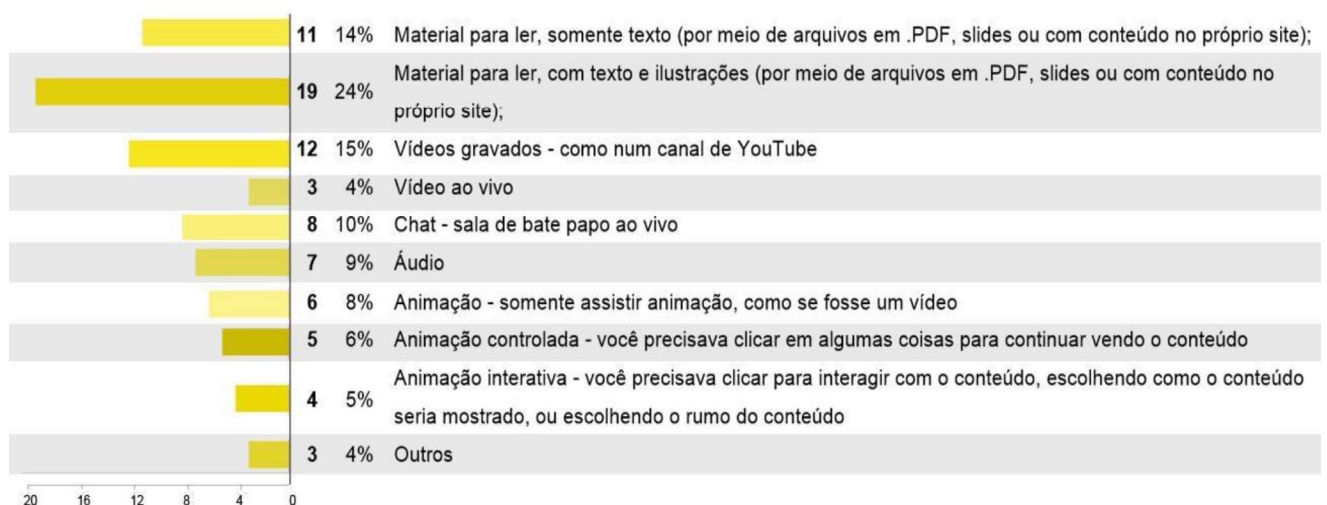 11 14% Material para ler, somente texto (por meio de arquivos em .PDF, slides ou com conteúdo no próprio site);
19 24% Material para ler, com texto e ilustrações (por meio de arquivos em .PDF, slides ou com conteúdo no
próprio site);
12 15% Vídeos gravados - como num canal de YouTube
3 4% Vídeo ao vivo
8 10% Chat - sala de bate papo ao vivo
7 9% Áudio
6 8% Animação - somente assistir animação, como se fosse um vídeo
5 6% Animação controlada - você precisava clicar em algumas coisas para continuar vendo o conteúdo
Animação interativa - você precisava clicar para interagir com o conteúdo, escolhendo como o conteúdo
4 5% seria mostrado, ou escolhendo o rumo do conteúdo
3 4% Outros
20 16 12 8 4 0